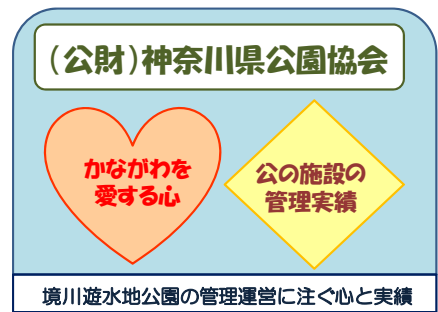 (公財)神奈川県公園協会
かながわを
愛する心
公の施設の
管理実績
境川遊水地公園の管理運営に注ぐ心と実績